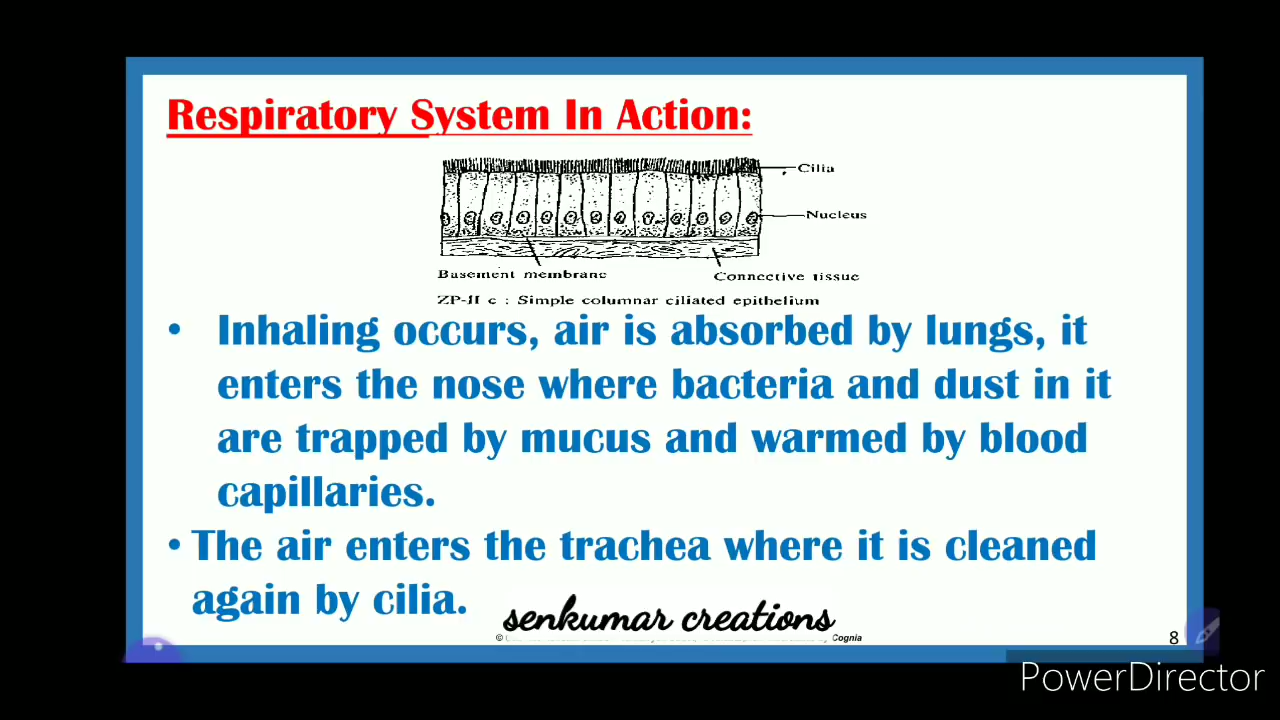 Respiratory System In Action:
Cilia
Nucleus
Basement membrane
Connective tissue
ZP-II c : Simple columnar ciliated epithelium
• Inhaling occurs, air is absorbed by lungs, it
enters the nose where bacteria and dust in it
are trapped by mucus and warmed by blood
capillaries.
• The air enters the trachea where it is cleaned
again by cilia.
senkumar creations
©
Cognia
8
PowerDirector